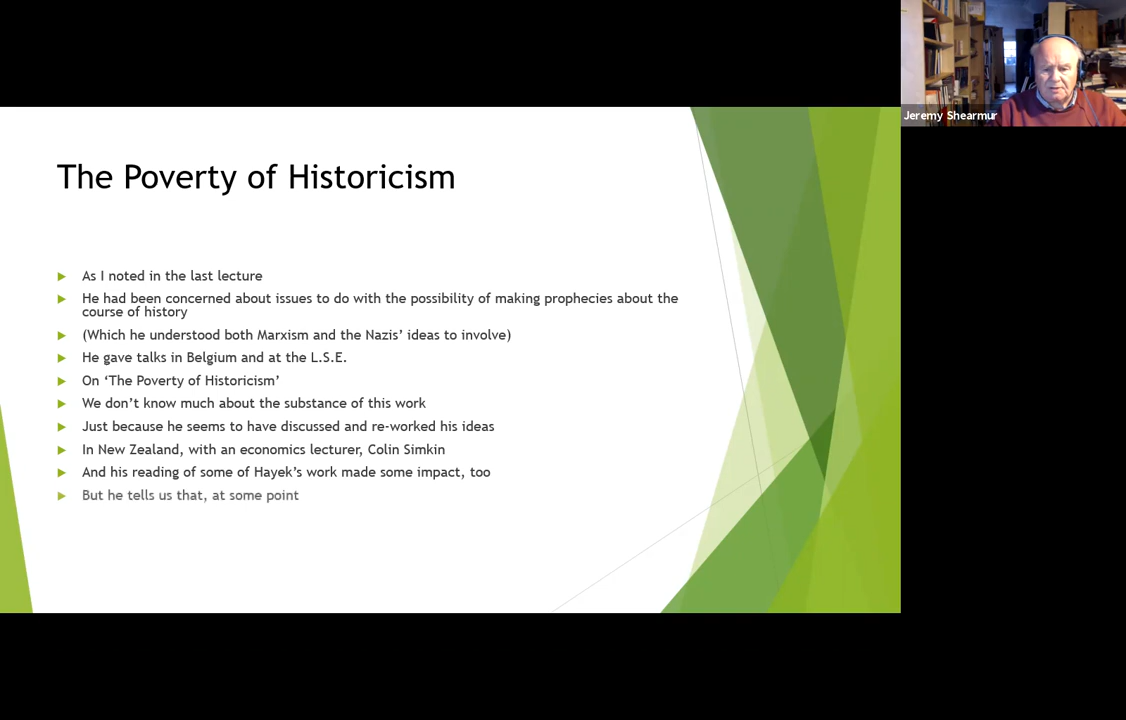 Jeremy Shearmur
The Poverty of Historicism
As I noted in the last lecture
He had been concerned about issues to do with the possibility of making prophecies about the
course of history
(Which he understood both Marxism and the Nazis’ ideas to involve)
He gave talks in Belgium and at the L.S.E.
On ‘The Poverty of Historicism’
We don’t know much about the substance of this work
Just because he seems to have discussed and re-worked his ideas
In New Zealand, with an economics lecturer, Colin Simkin
And his reading of some of Hayek’s work made some impact, too
But he tells us that, at some point